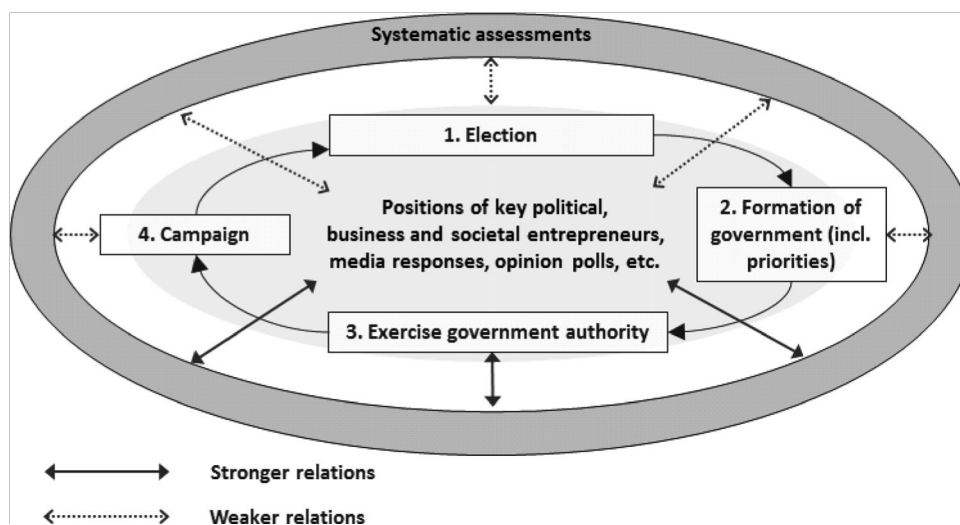 Systematic assessments
1. Election
Positions of key political,
business and societal entrepreneurs,
media responses, opinion polls, etc.
2. Formation of
government (incl.
priorities)
4. Campaign
3. Exercise government authority
Stronger relations
Weaker relations